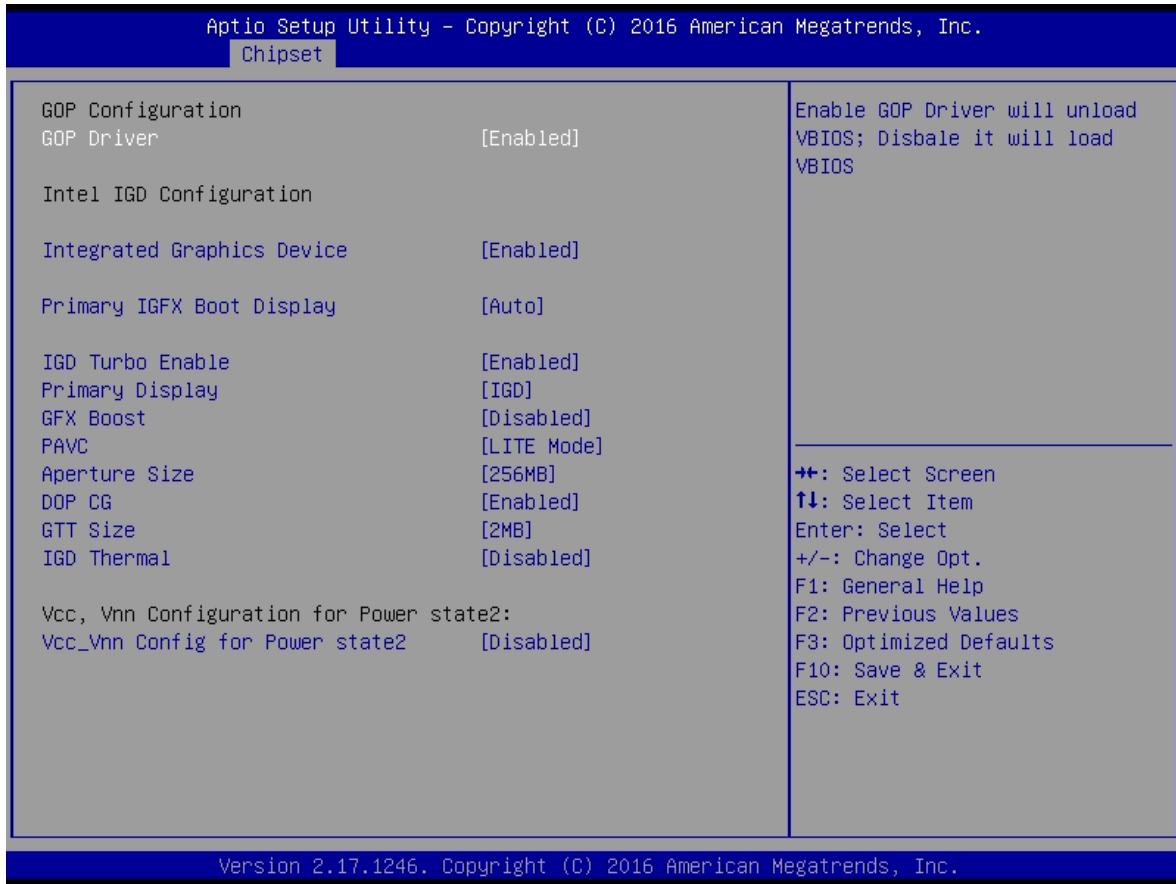 Aptio Setup Utility – Copyright (C) 2016 American Megatrends, Inc.
Chipset
GOP Configuration
GOP Driver [Enabled]
Intel IGD Configuration
Integrated Graphics Device [Enabled]
Primary IGFX Boot Display [Auto]
IGD Turbo Enable [Enabled]
Primary Display [IGD]
GFX Boost [Disabled]
PAVC [LITE Mode]
Aperture Size [256MB]
DOP CG [Enabled]
GTT Size [2MB]
IGD Thermal [Disabled]
Vcc, Vnn Configuration for Power state2:
Vcc_Vnn Config for Power state2 [Disabled]
Enable GOP Driver will unload
VBIOS; Disbale it will load
VBIOS
→←: Select Screen
↑↓: Select Item
Enter: Select
+/-: Change Opt.
F1: General Help
F2: Previous Values
F3: Optimized Defaults
F10: Save & Exit
ESC: Exit
Version 2.17.1246. Copyright (C) 2016 American Megatrends, Inc.